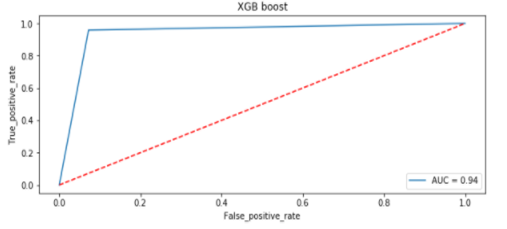 XGB boost
True_positive_rate
1.0
0.8
0.6
0.4
0.2
0.0
0.0 0.2 0.4 0.6 0.8 1.0
False_positive_rate
AUC = 0.94